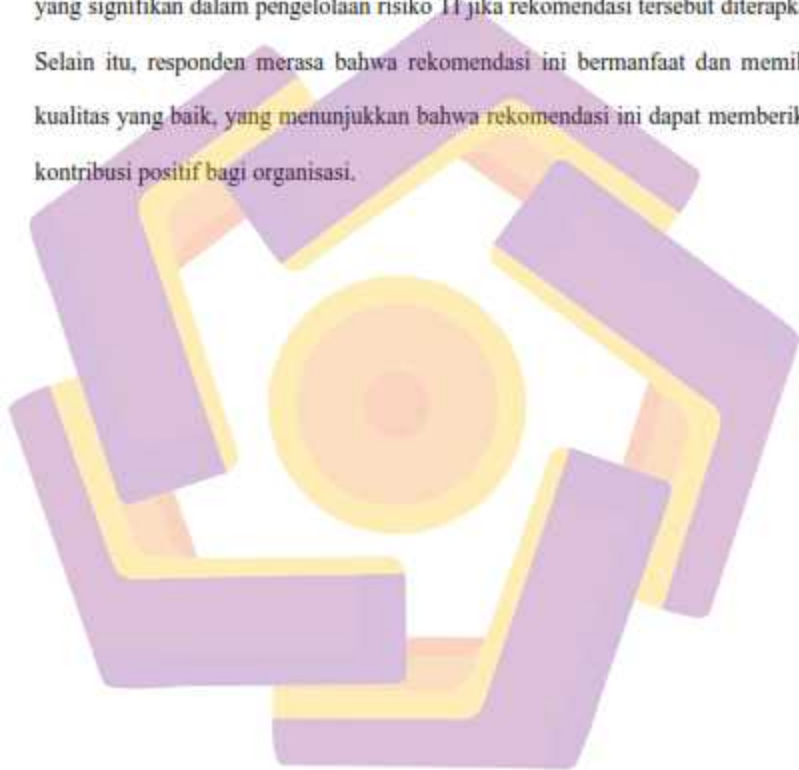 yang signifikan dalam pengelolaan risiko TI jika rekomendasi tersebut diterapk
Selain itu, responden merasa bahwa rekomendasi ini bermanfaat dan memil
kualitas yang baik, yang menunjukkan bahwa rekomendasi ini dapat memberik
kontribusi positif bagi organisasi.